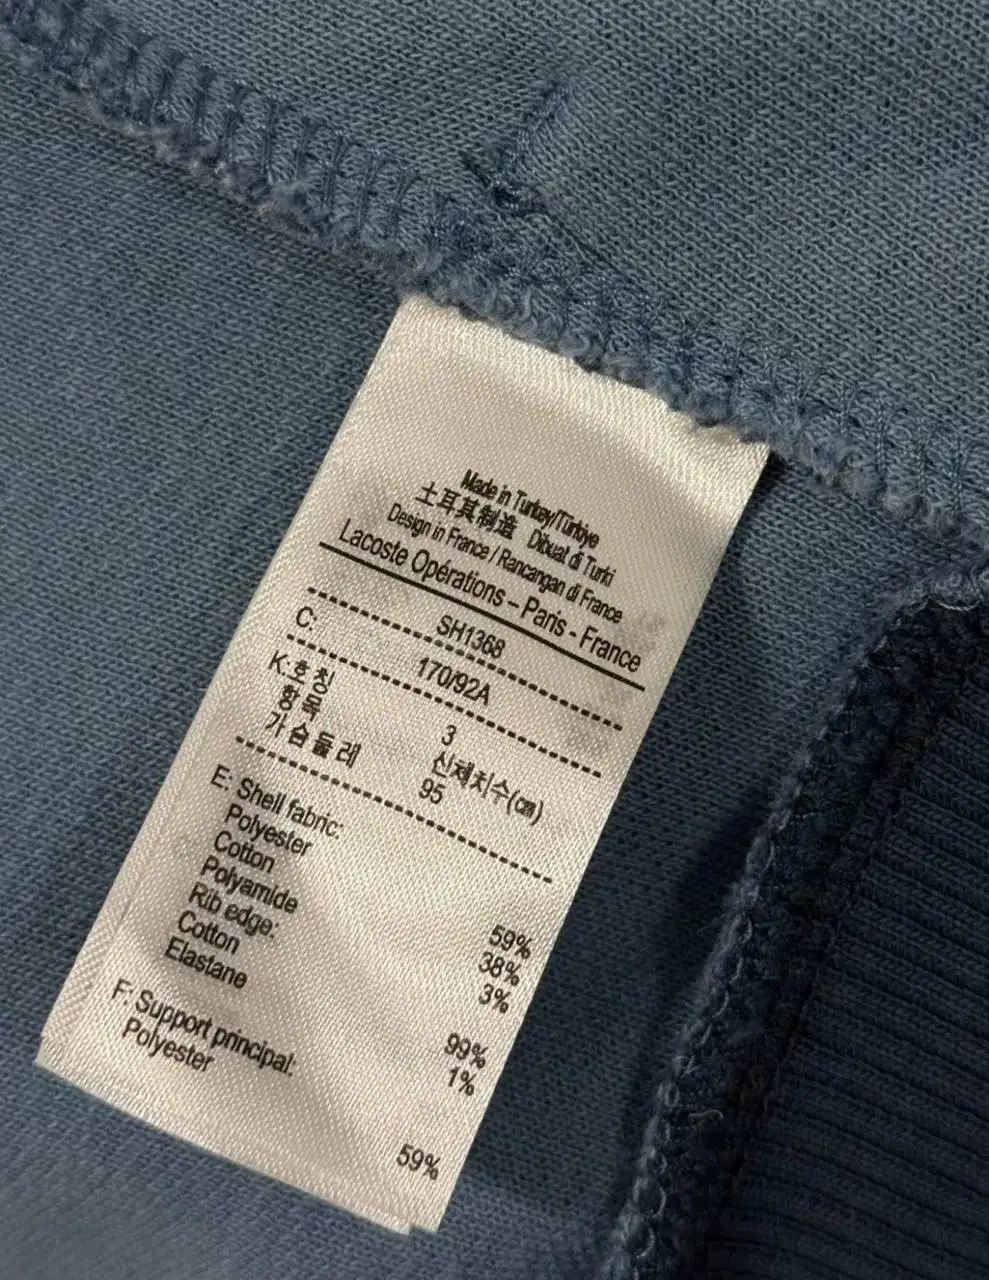 Made in Turkey/Türkiye
土耳其制造 Dibuat di Turki
Design in France / Rancangan di France
Lacoste Opérations – Paris - France
SH1368
C: 170/92A
K:호칭 3
항목 신체치수(㎝)
가슴둘레 95
E: Shell fabric:
Polyester 59%
Cotton 38%
Polyamide 3%
Rib edge:
Cotton 99%
Elastane 1%
F: Support principal:
Polyester 59%